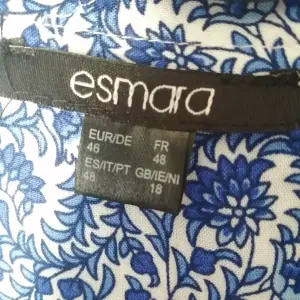 esmara
EUR/DE FR
46 48
ES/IT/PT GB/IE/NI
48 18